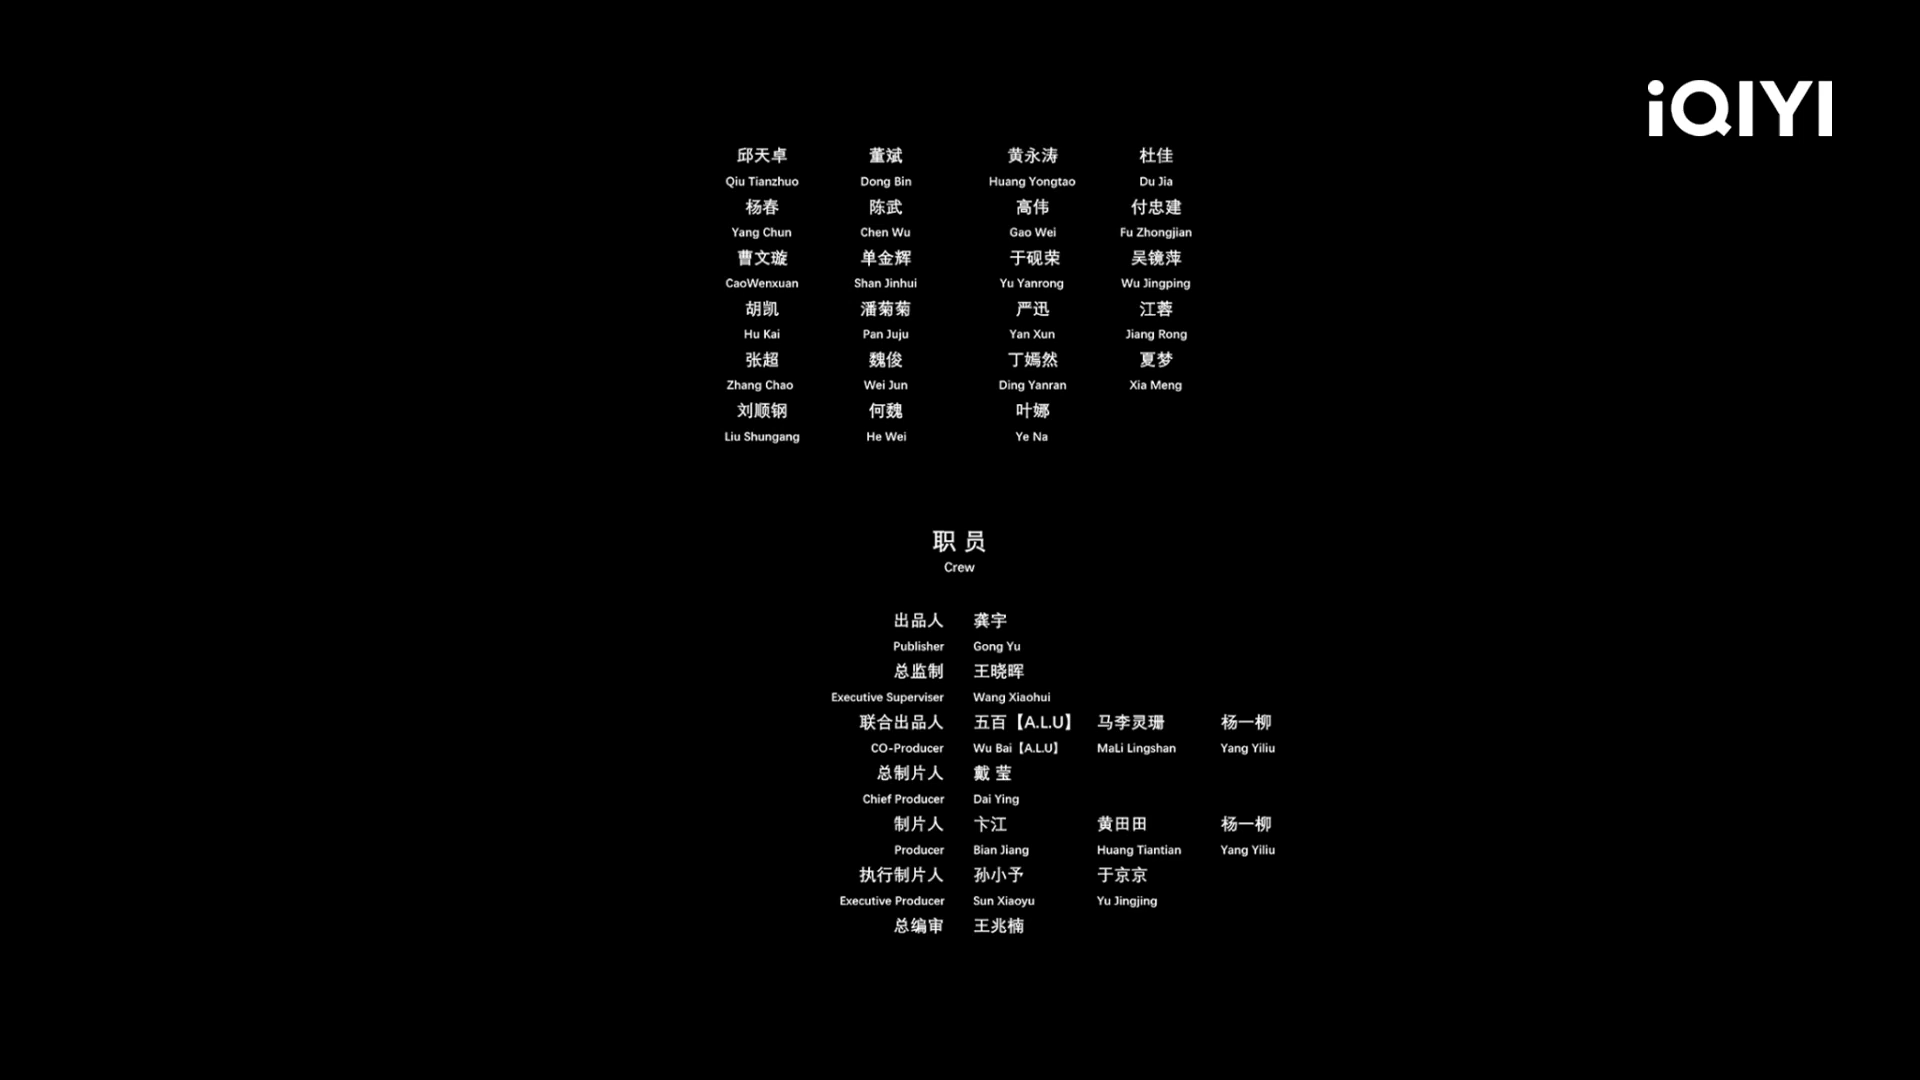 iQIYI
邱天卓 董斌 黄永涛 杜佳
Qiu Tianzhuo Dong Bin Huang Yongtao Du Jia
杨春 陈武 高伟 付忠建
Yang Chun Chen Wu Gao Wei Fu Zhongjian
曹文璇 单金辉 于砚荣 吴镜萍
CaoWenxuan Shan Jinhui Yu Yanrong Wu Jingping
胡凯 潘菊菊 严迅 江蓉
Hu Kai Pan Juju Yan Xun Jiang Rong
张超 魏俊 丁嫣然 夏梦
Zhang Chao Wei Jun Ding Yanran Xia Meng
刘顺钢 何魏 叶娜
Liu Shungang He Wei Ye Na
职员
Crew
出品人 龚宇
Publisher Gong Yu
总监制 王晓晖
Executive Superviser Wang Xiaohui
联合出品人 五百【A.L.U】 马李灵珊 杨一柳
CO-Producer Wu Bai【A.L.U】 MaLi Lingshan Yang Yiliu
总制片人 戴 莹
Chief Producer Dai Ying
制片人 卞江 黄田田 杨一柳
Producer Bian Jiang Huang Tiantian Yang Yiliu
执行制片人 孙小予 于京京
Executive Producer Sun Xiaoyu Yu Jingjing
总编审 王兆楠